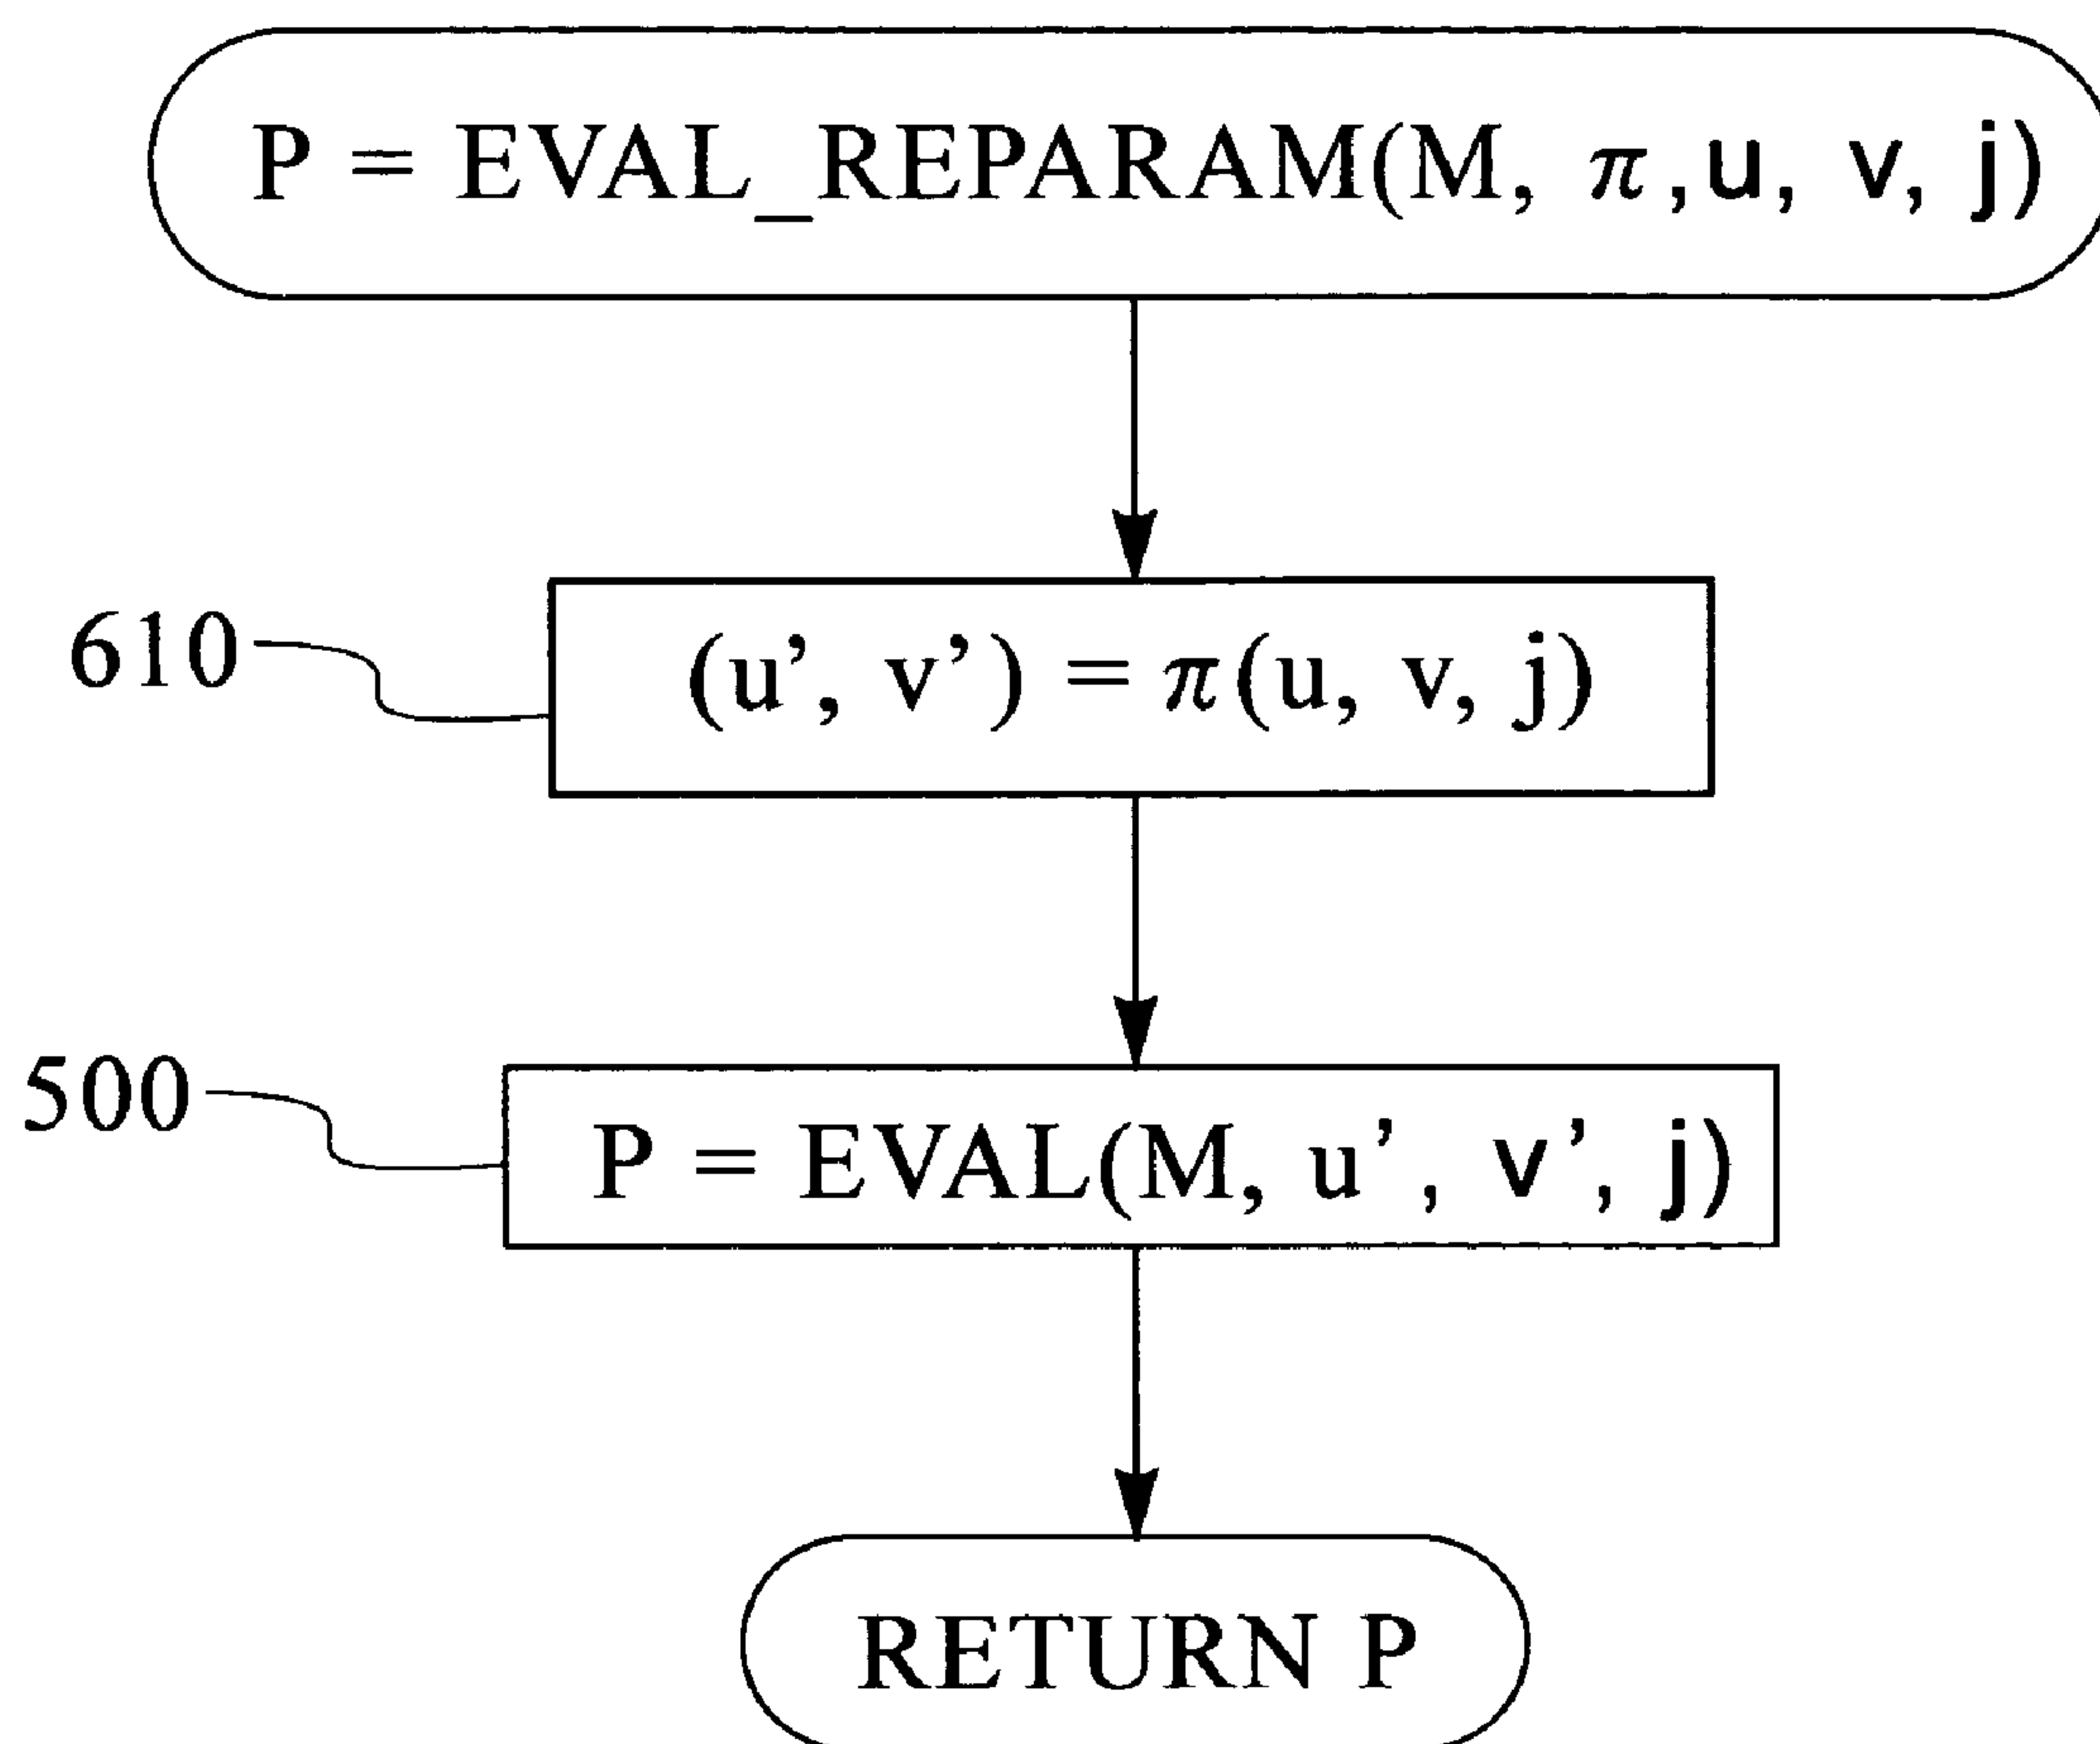 P = EVAL_REPARAM(M, π, u, v, j)
610
(u', v') = π(u, v, j)
500
P = EVAL(M, u', v', j)
RETURN P